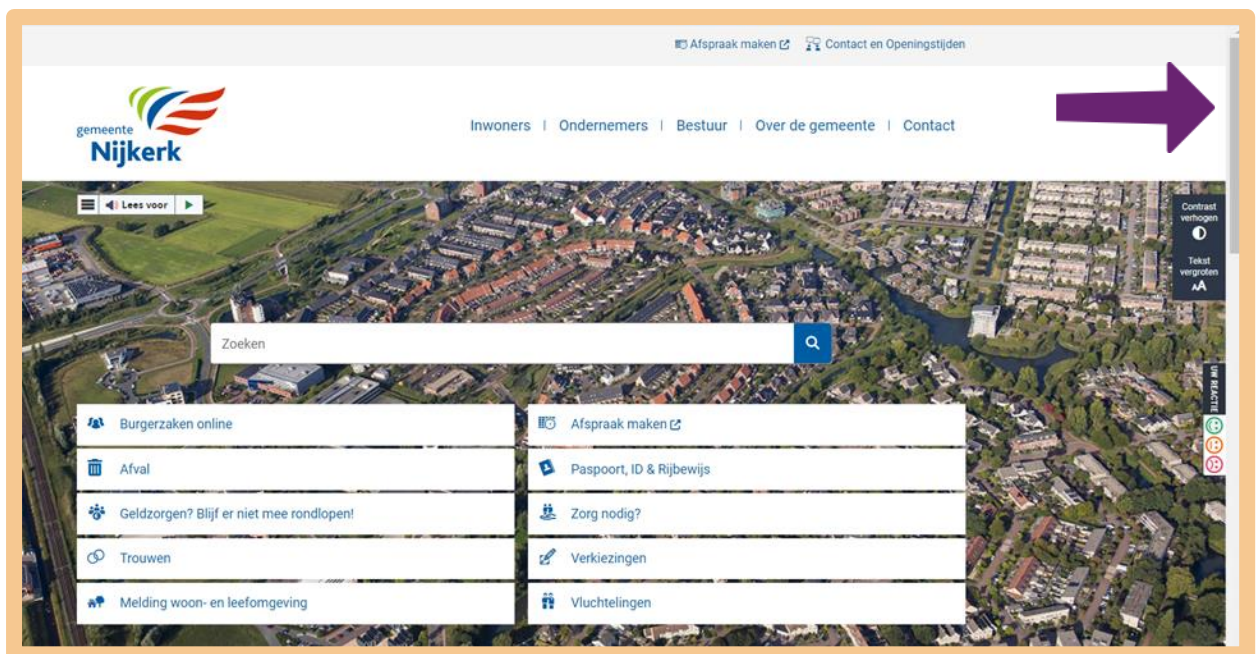 Afspraak maken
Contact en Openingstijden
gemeente
Nijkerk
Inwoners | Ondernemers | Bestuur | Over de gemeente | Contact
Lees voor
Contrast
verhogen
Tekst
vergroten
AA
Zoeken
UW REACTIE
Burgerzaken online
Afspraak maken
Afval
Paspoort, ID & Rijbewijs
Geldzorgen? Blijf er niet mee rondlopen!
Zorg nodig?
Trouwen
Verkiezingen
Melding woon- en leefomgeving
Vluchtelingen